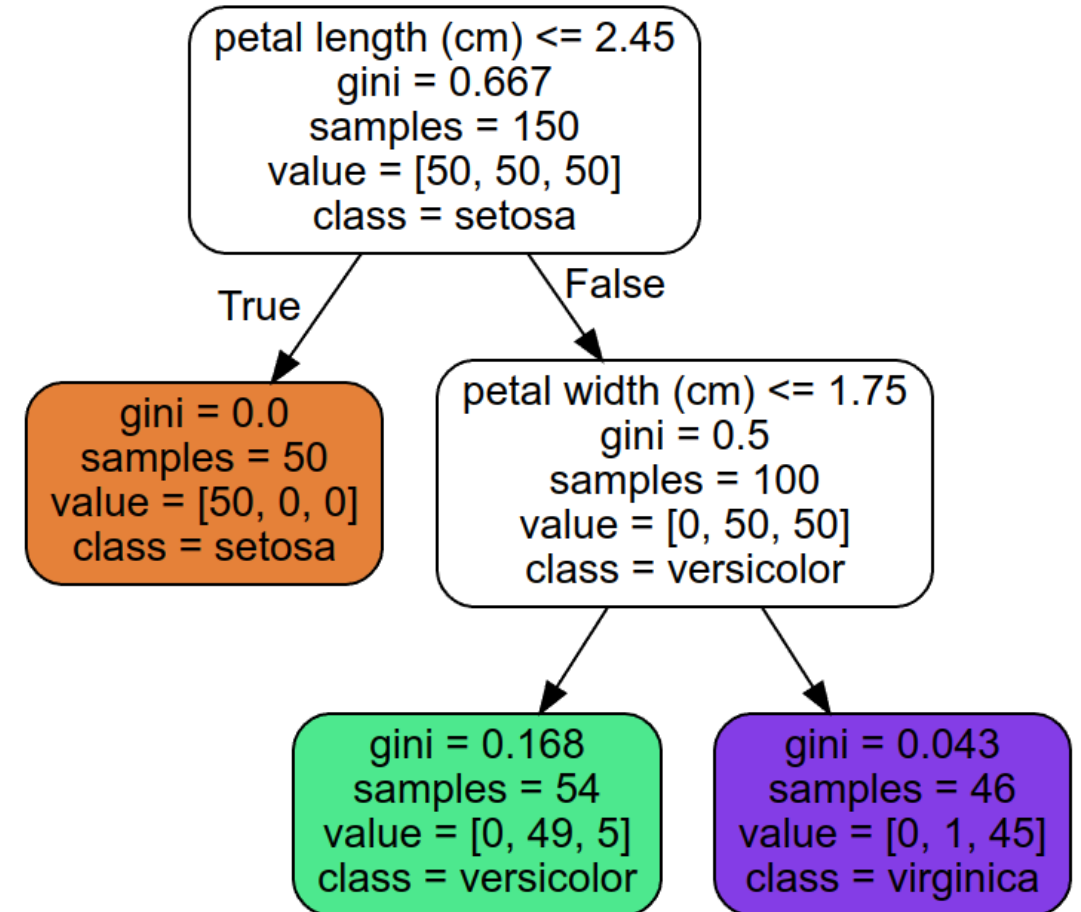 petal length (cm) <= 2.45
gini = 0.667
samples = 150
value = [50, 50, 50]
class = setosa
True
False
gini = 0.0
samples = 50
value = [50, 0, 0]
class = setosa
petal width (cm) <= 1.75
gini = 0.5
samples = 100
value = [0, 50, 50]
class = versicolor
gini = 0.168
samples = 54
value = [0, 49, 5]
class = versicolor
gini = 0.043
samples = 46
value = [0, 1, 45]
class = virginica